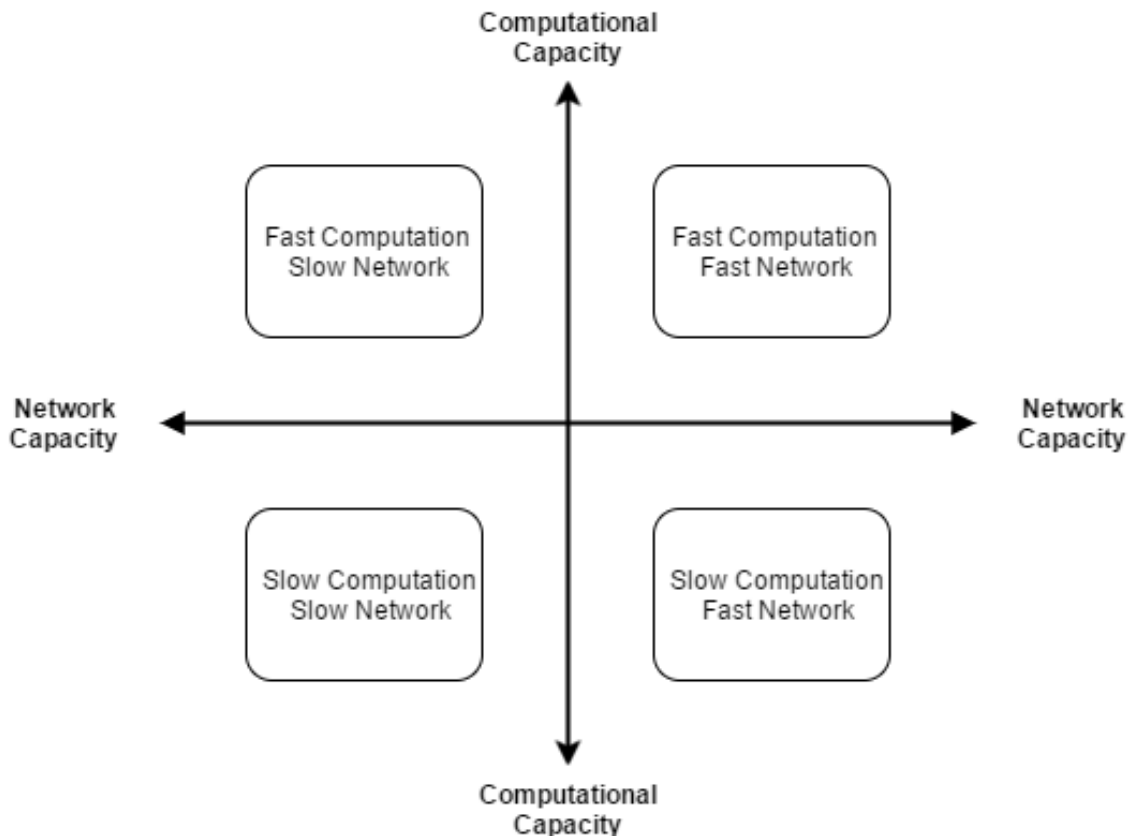 Computational
Capacity
Fast Computation
Slow Network
Fast Computation
Fast Network
Network
Capacity
Network
Capacity
Slow Computation
Slow Network
Slow Computation
Fast Network
Computational
Capacity